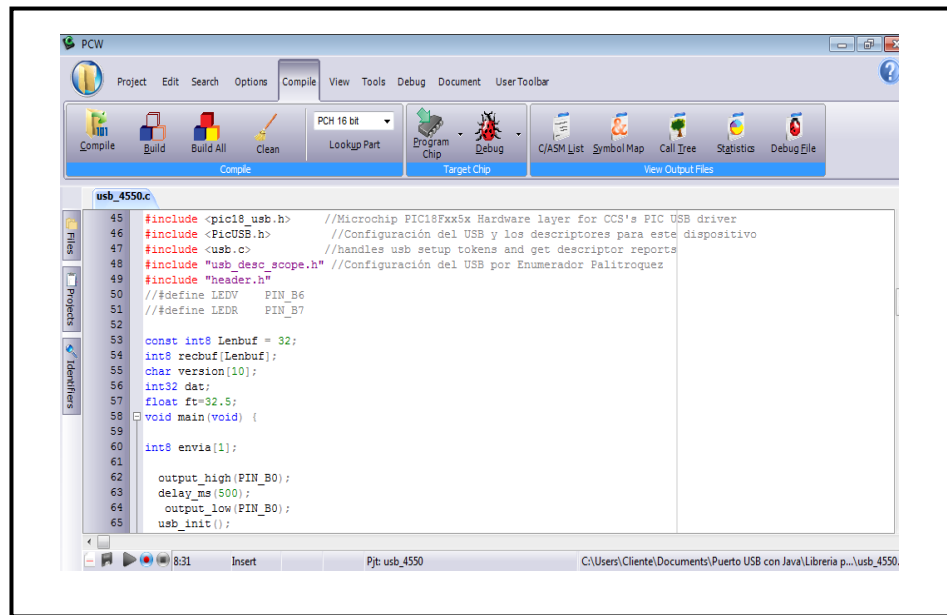 PCW
Project Edit Search Options Compile View Tools Debug Document User Toolbar
Compile Build Build All Clean PCH 16 bit Lookup Part Program Chip Debug C/ASM List Symbol Map Call Tree Statistics Debug File
Compile Target Chip View Output Files
usb_4550.c
Files
Projects
Identifiers
45 #include <pic18_usb.h> //Microchip PIC18Fxx5x Hardware layer for CCS's PIC USB driver
46 #include <PicUSB.h> //Configuración del USB y los descriptores para este dispositivo
47 #include <usb.c> //handles usb setup tokens and get descriptor reports
48 #include "usb_desc_scope.h" //Configuración del USB por Enumerador Palitroquez
49 #include "header.h"
50 //#define LEDV PIN_B6
51 //#define LEDR PIN_B7
52
53 const int8 Lenbuf = 32;
54 int8 recbuf[Lenbuf];
55 char version[10];
56 int32 dat;
57 float ft=32.5;
58 void main(void) {
59
60 int8 envia[1];
61
62 output_high(PIN_B0);
63 delay_ms(500);
64 output_low(PIN_B0);
65 usb_init();
8:31 Insert Pjt: usb_4550 C:\Users\Cliente\Documents\Puerto USB con Java\Libreria p...\usb_4550.